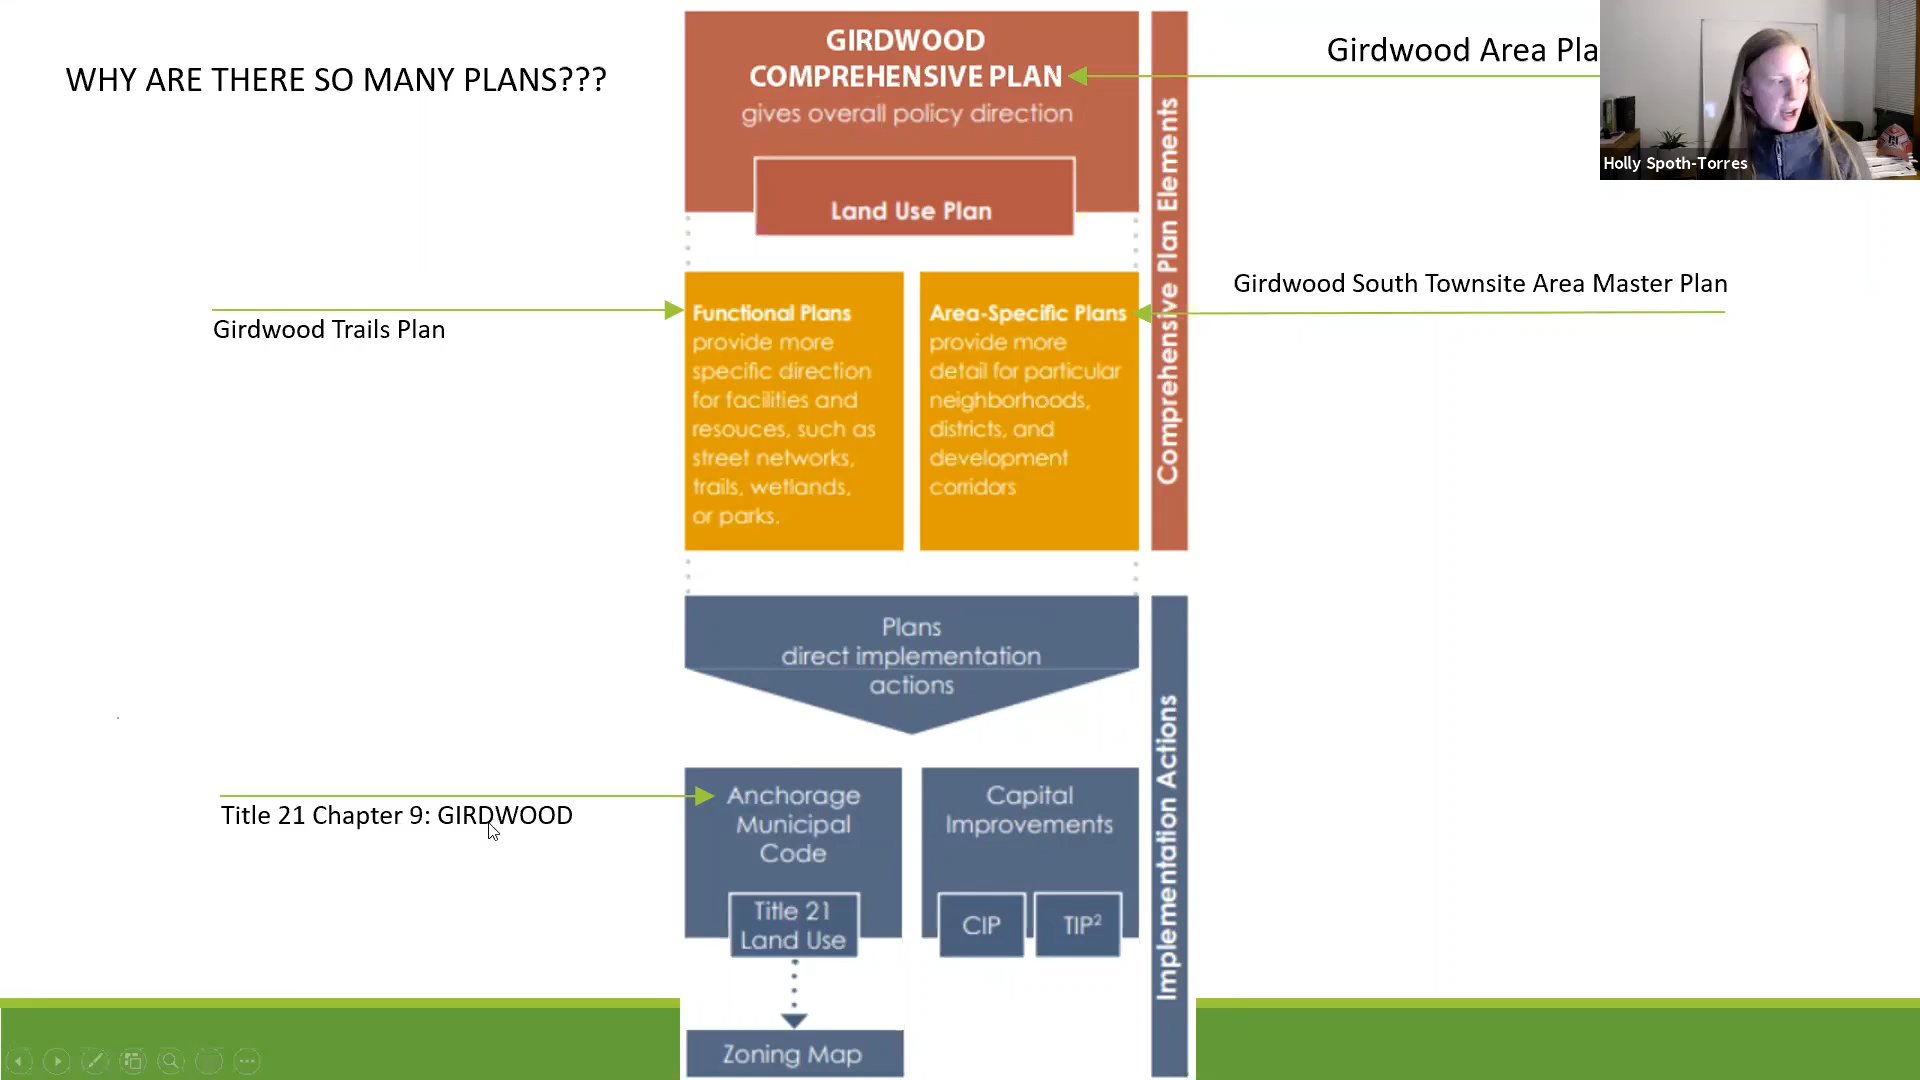 WHY ARE THERE SO MANY PLANS???
GIRDWOOD
COMPREHENSIVE PLAN
gives overall policy direction
Land Use Plan
Girdwood Area Pla
Holly Spoth-Torres
Comprehensive Plan Elements
Girdwood Trails Plan
Functional Plans
provide more
specific direction
for facilities and
resouces, such as
street networks,
trails, wetlands,
or parks.
Area-Specific Plans
provide more
detail for particular
neighborhoods,
districts, and
development
corridors
Girdwood South Townsite Area Master Plan
Plans
direct implementation
actions
Implementation Actions
Title 21 Chapter 9: GIRDWOOD
Anchorage
Municipal
Code
Title 21
Land Use
Capital
Improvements
CIP
TIP²
Zoning Map